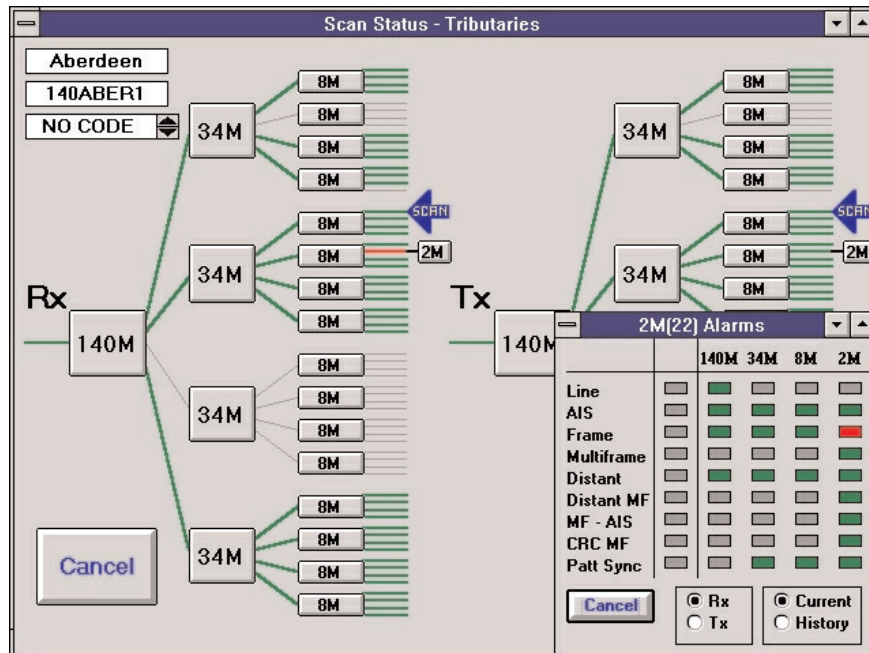 Scan Status - Tributaries
Aberdeen
140ABER1
NO CODE
Rx
140M
34M
8M
8M
8M
8M
34M
8M
8M
8M
8M
SCAN
2M
34M
8M
8M
8M
8M
34M
8M
8M
8M
8M
Cancel
Tx
140M
34M
8M
8M
8M
8M
34M
8M
8M
8M
SCAN
2M
2M(22) Alarms
140M 34M 8M 2M
Line
AIS
Frame
Multiframe
Distant
Distant MF
MF - AIS
CRC MF
Patt Sync
Cancel
Rx
Tx
Current
History